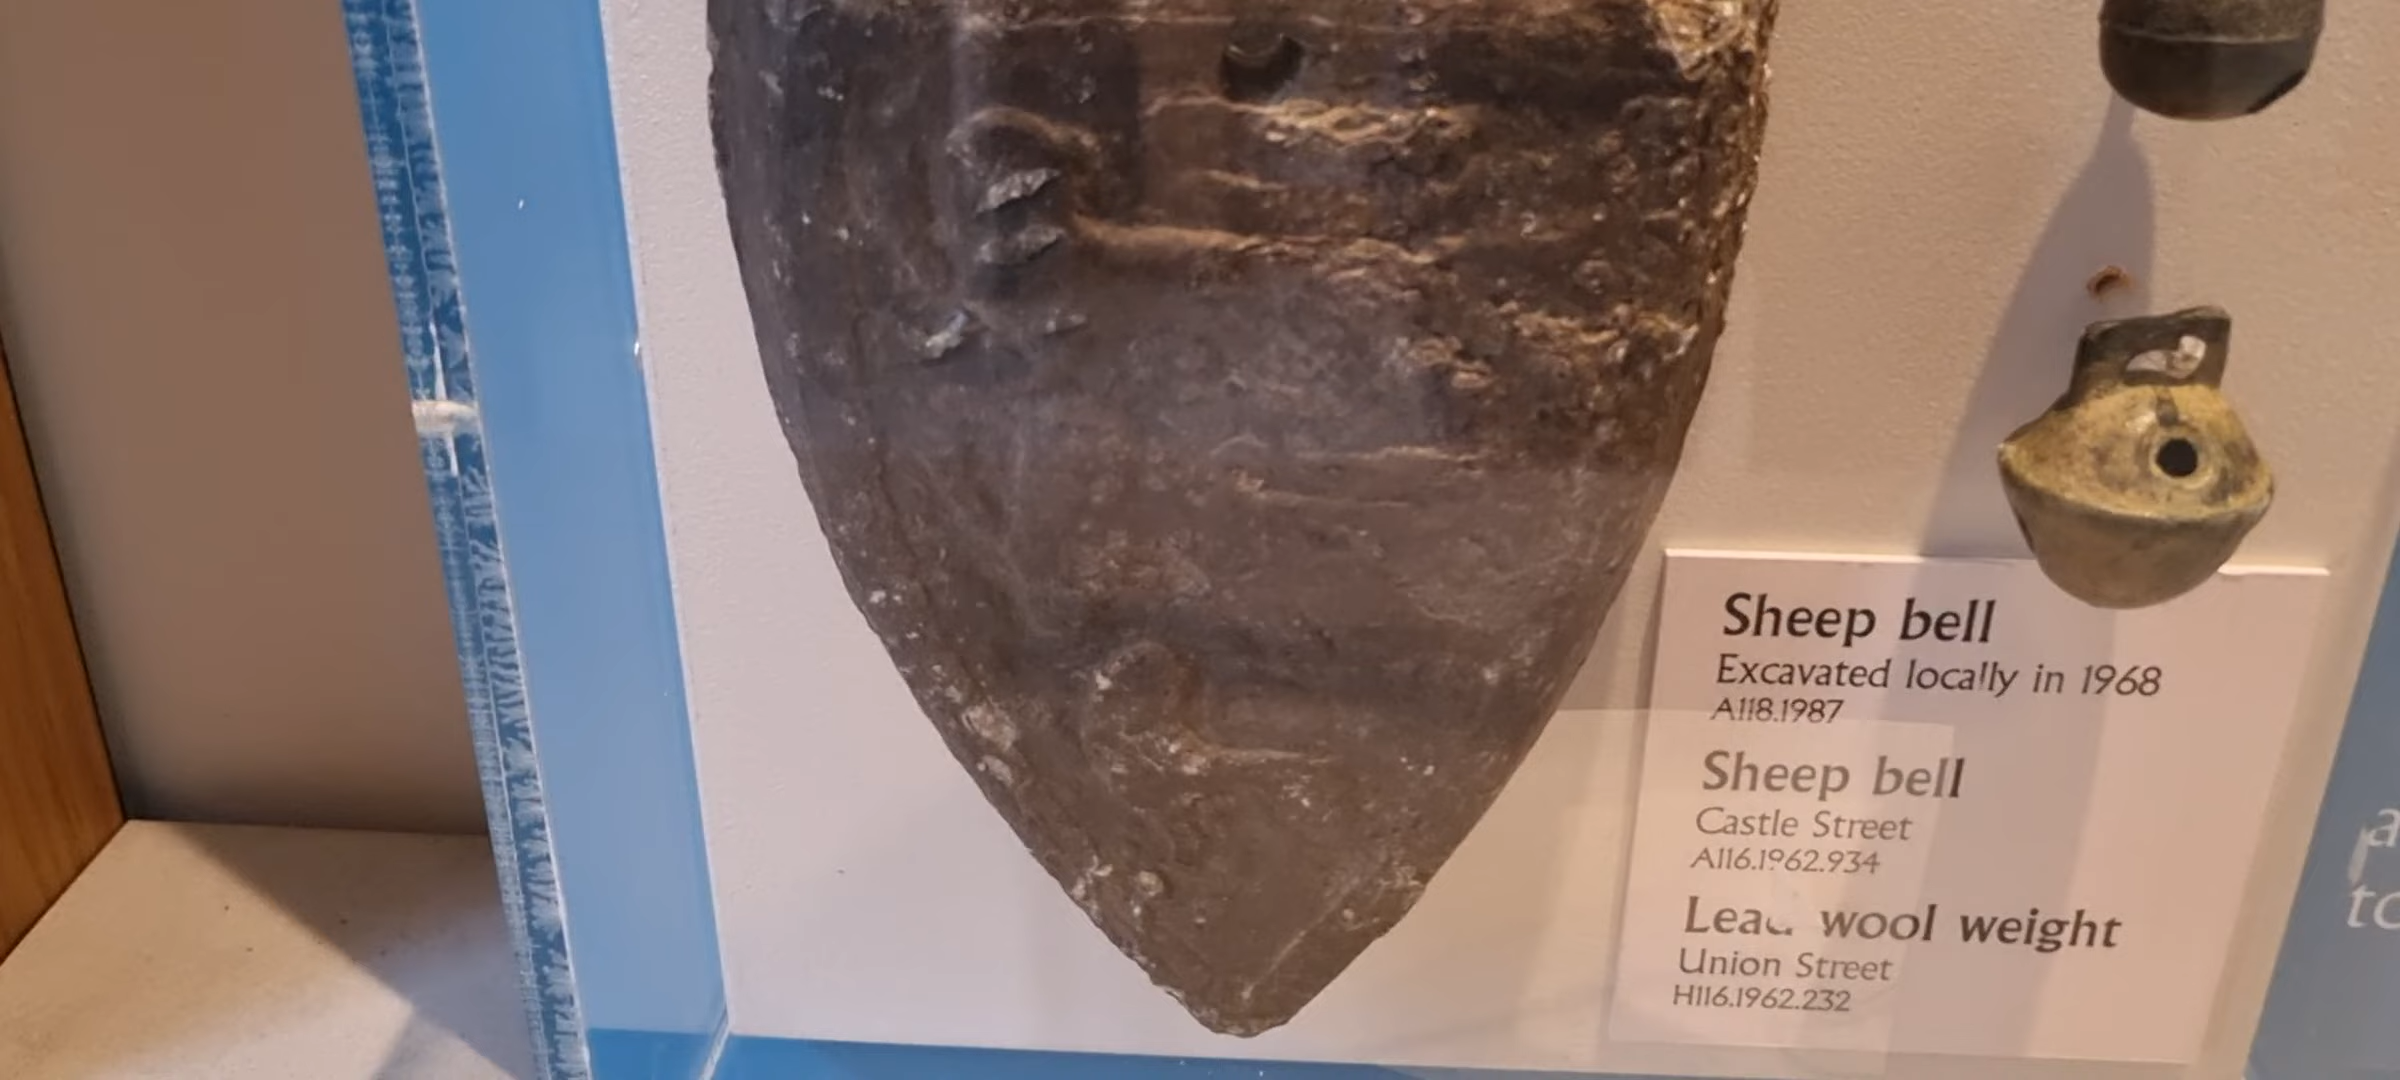 Sheep bell
Excavated locally in 1968
A118.1987
Sheep bell
Castle Street
A116.1962.934
Lead wool weight
Union Street
H116.1962.232